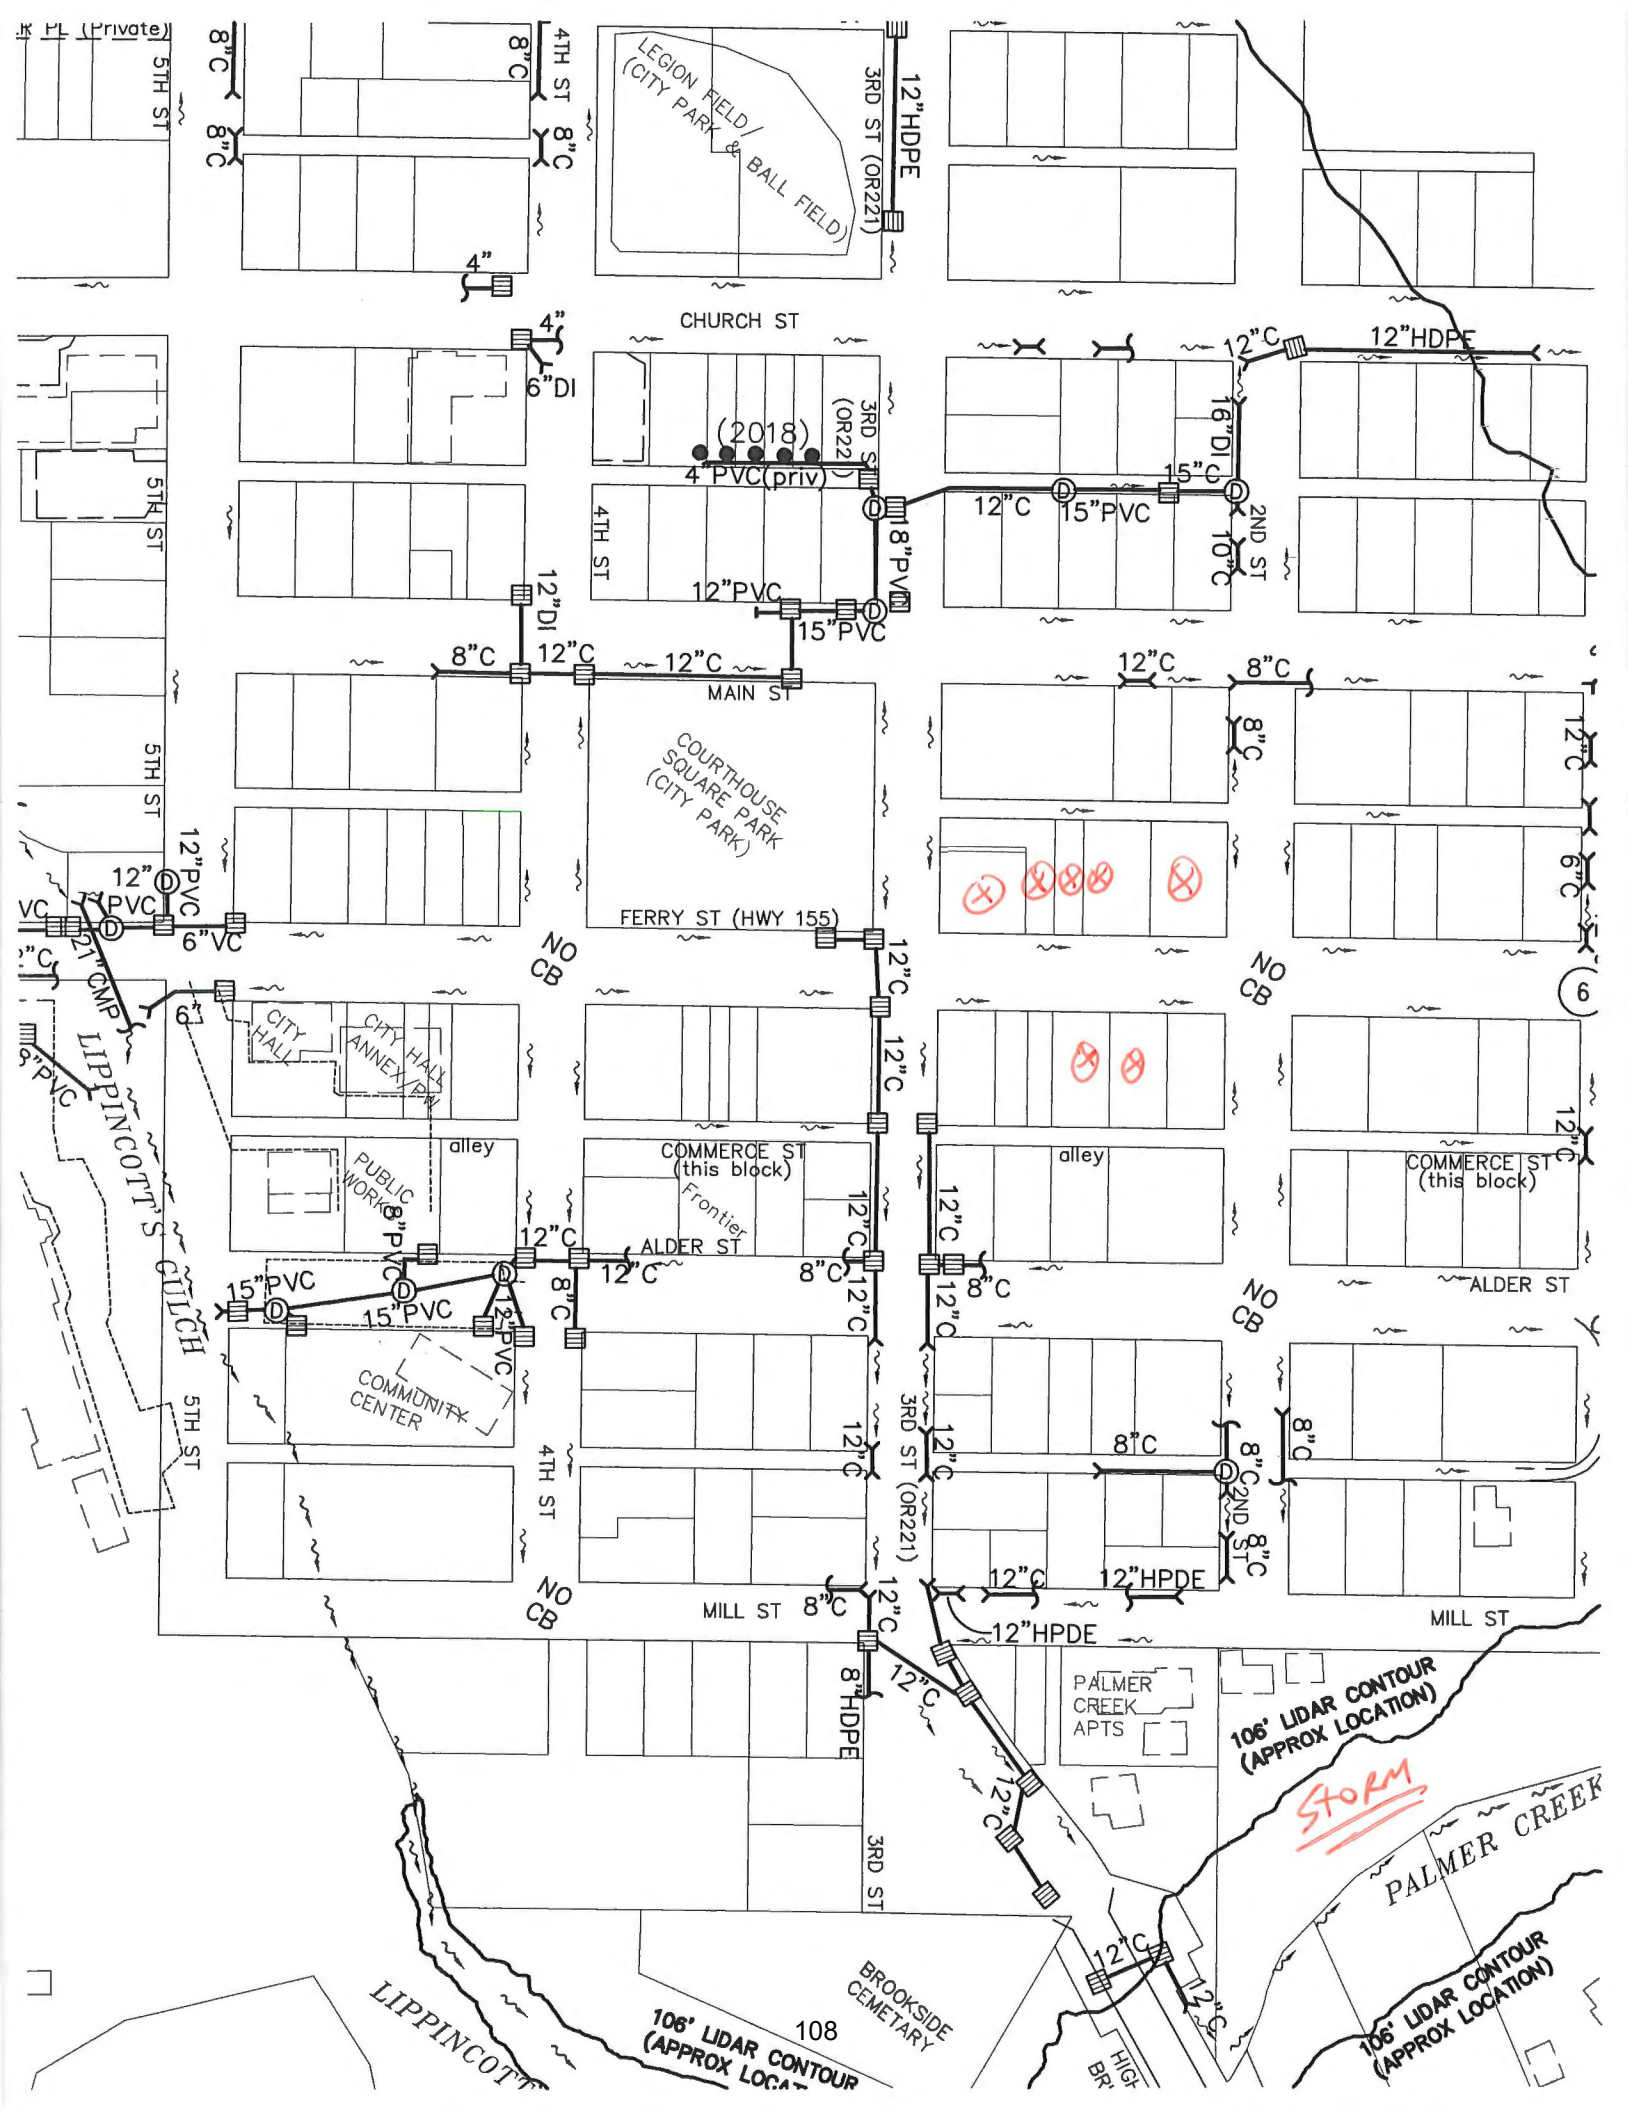 R PL (Private)
5TH ST
8"C
8"C
4TH ST
8"C
8"C
LEGION FIELD/
(CITY PARK & BALL FIELD)
3RD ST (OR221)
12"HDPE
4"
4"
6"DI
CHURCH ST
12"C
12"HDPE
(2018)
4"PVC(priv)
3RD ST
(OR22
16"DI
15"C
12"C
15"PVC
2ND ST
10"C
5TH ST
4TH ST
18"PVC
12"DI
12"PVC
15"PVC
8"C
12"C
12"C
MAIN ST
12"C
8"C
8"C
12"C
COURTHOUSE
SQUARE PARK
(CITY PARK)
5TH ST
12"PVC
12"
PVC
VC
6"VC
21"CMP
"C
6"
FERRY ST (HWY 155)
NO
CB
12"C
6"C
NO
CB
6
CITY
HALL
CITY HALL
ANNEX/PW
12"C
LIPPINCOTT'S GULCH
alley
COMMERCE ST
(this block)
Frontier
alley
12"C
COMMERCE ST
(this block)
PUBLIC
WORKS
8"PVC
12"C
ALDER ST
12"C
8"C
12"C
8"C
12"C
12"C
8"C
12"C
ALDER ST
NO
CB
15"PVC
15"PVC
12"PVC
COMMUNITY
CENTER
5TH ST
4TH ST
12"C
3RD ST (OR221)
12"C
8"C
8"C
8"C
2ND ST
8"C
NO
CB
MILL ST
8"C
12"C
12"C
12"HPDE
12"HPDE
MILL ST
8"HDPE
12"C
PALMER
CREEK
APTS
106' LIDAR CONTOUR
(APPROX LOCATION)
STORM
12"C
PALMER CREEK
3RD ST
12"C
12"C
BROOKSIDE
CEMETARY
LIPPINCOTT
106' LIDAR CONTOUR
(APPROX LOCAT
108
106' LIDAR CONTOUR
(APPROX LOCATION)